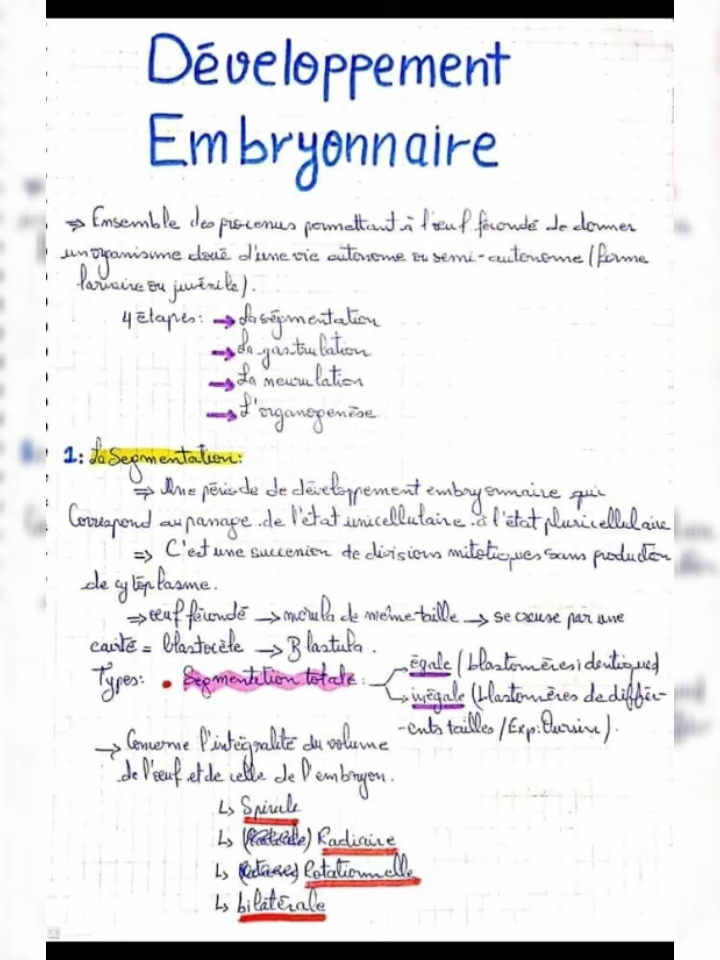 Développement
Embryonnaire
⇒ Ensemble des processus permettant à l'œuf fécondé de donner
un organisme doué d'une vie autonome ou semi-autonome (forme
larvaire ou juvénile).
4 étapes: → La ségmentation
→ La gastrulation
→ La neurulation
→ L'organogenèse
1: La Segmentation:
⇒ Une période de développement embryonnaire qui
Correspond au passage de l'état unicellulaire à l'état pluricellulaire
⇒ C'est une succession de divisions mitotiques sans production
de cytoplasme.
⇒ œuf fécondé → morula de même taille → se creuse par une
cavité = blastocèle → Blastula.
Types: • Segmentation totale: → égale (blastomères identiques)
→ inégale (blastomères de différ-
-ents tailles / Exp: Oursin).
→ Concerne l'intégralité du volume
de l'œuf et de celle de l'embryon.
↳ Spirale
↳ Radiaire
↳ Rotationnelle
↳ bilatérale